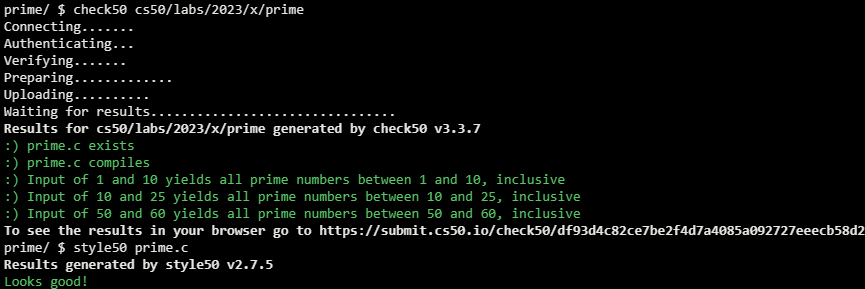 prime/ $ check50 cs50/labs/2023/x/prime
Connecting.......
Authenticating...
Verifying.......
Preparing.............
Uploading..........
Waiting for results................................
Results for cs50/labs/2023/x/prime generated by check50 v3.3.7
:) prime.c exists
:) prime.c compiles
:) Input of 1 and 10 yields all prime numbers between 1 and 10, inclusive
:) Input of 10 and 25 yields all prime numbers between 10 and 25, inclusive
:) Input of 50 and 60 yields all prime numbers between 50 and 60, inclusive
To see the results in your browser go to https://submit.cs50.io/check50/df93d4c82ce7be2f4d7a4085a092727eeecb58d2
prime/ $ style50 prime.c
Results generated by style50 v2.7.5
Looks good!